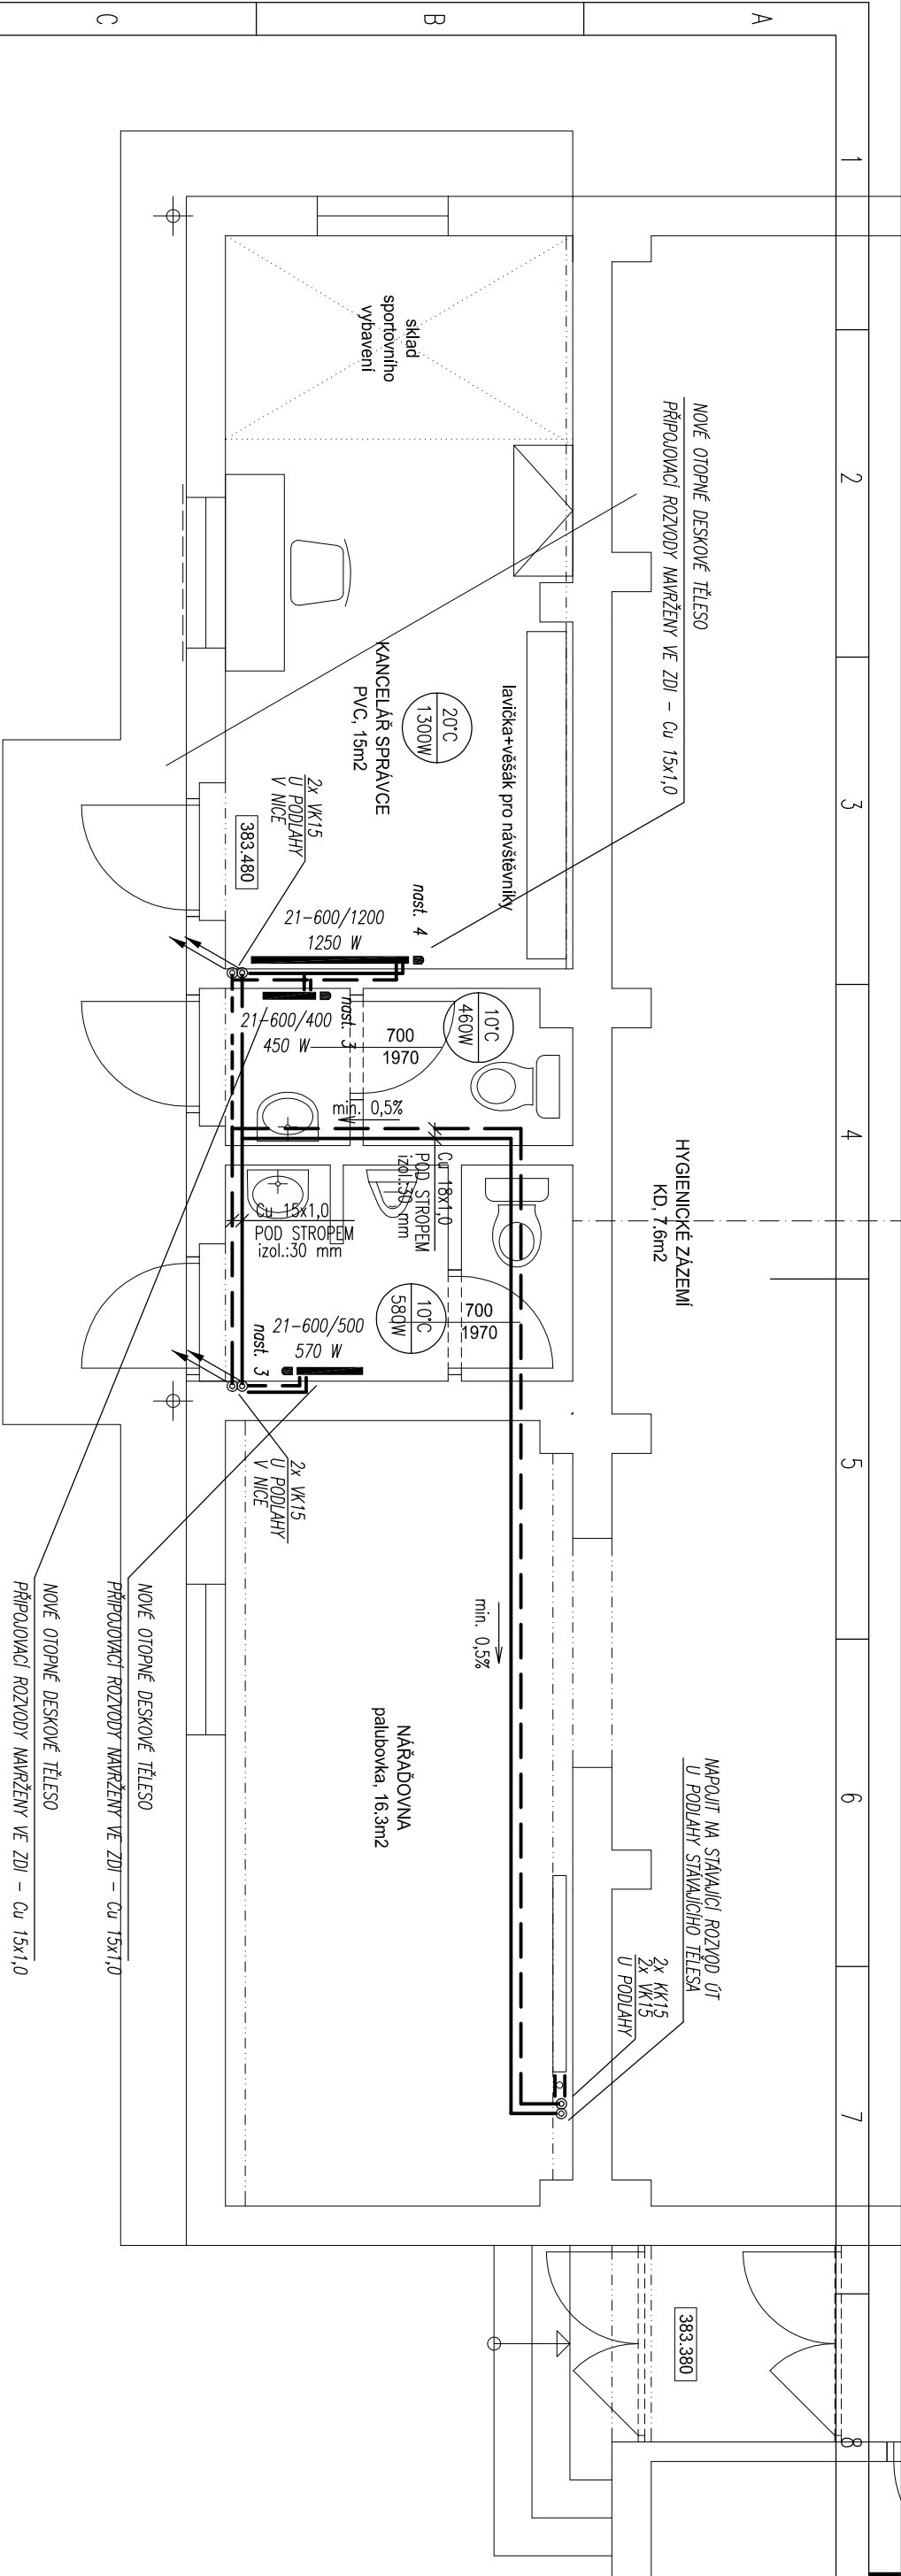 A
B
C
1
2
3
4
5
6
7
8
NOVÉ OTOPNÉ DESKOVÉ TĚLESO
PŘIPOJOVACÍ ROZVODY NAVRŽENY VE ZDI - Cu 15x1,0
sklad
sportovního
vybavení
lavička+věšák pro návštěvníky
20°C
1300W
KANCELÁŘ SPRÁVCE
PVC, 15m2
2x VK15
U PODLAHY
V NICE
383.480
nast. 4
21-600/1200
1250 W
nast. 3
21-600/400
450 W
10°C
460W
700
1970
min. 0,5%
HYGIENICKÉ ZÁZEMÍ
KD, 7.6m2
Cu 18x1,0
POD STROPEM
izol.:30 mm
Cu 15x1,0
POD STROPEM
izol.:30 mm
10°C
580W
700
1970
21-600/500
570 W
nast. 3
2x VK15
U PODLAHY
V NICE
NOVÉ OTOPNÉ DESKOVÉ TĚLESO
PŘIPOJOVACÍ ROZVODY NAVRŽENY VE ZDI - Cu 15x1,0
NOVÉ OTOPNÉ DESKOVÉ TĚLESO
PŘIPOJOVACÍ ROZVODY NAVRŽENY VE ZDI - Cu 15x1,0
min. 0,5%
NÁŘAĎOVNA
palubovka, 16.3m2
NAPOJIT NA STÁVAJÍCÍ ROZVOD ÚT
U PODLAHY STÁVAJÍCÍHO TĚLESA
2x KK15
2x VK15
U PODLAHY
383.380